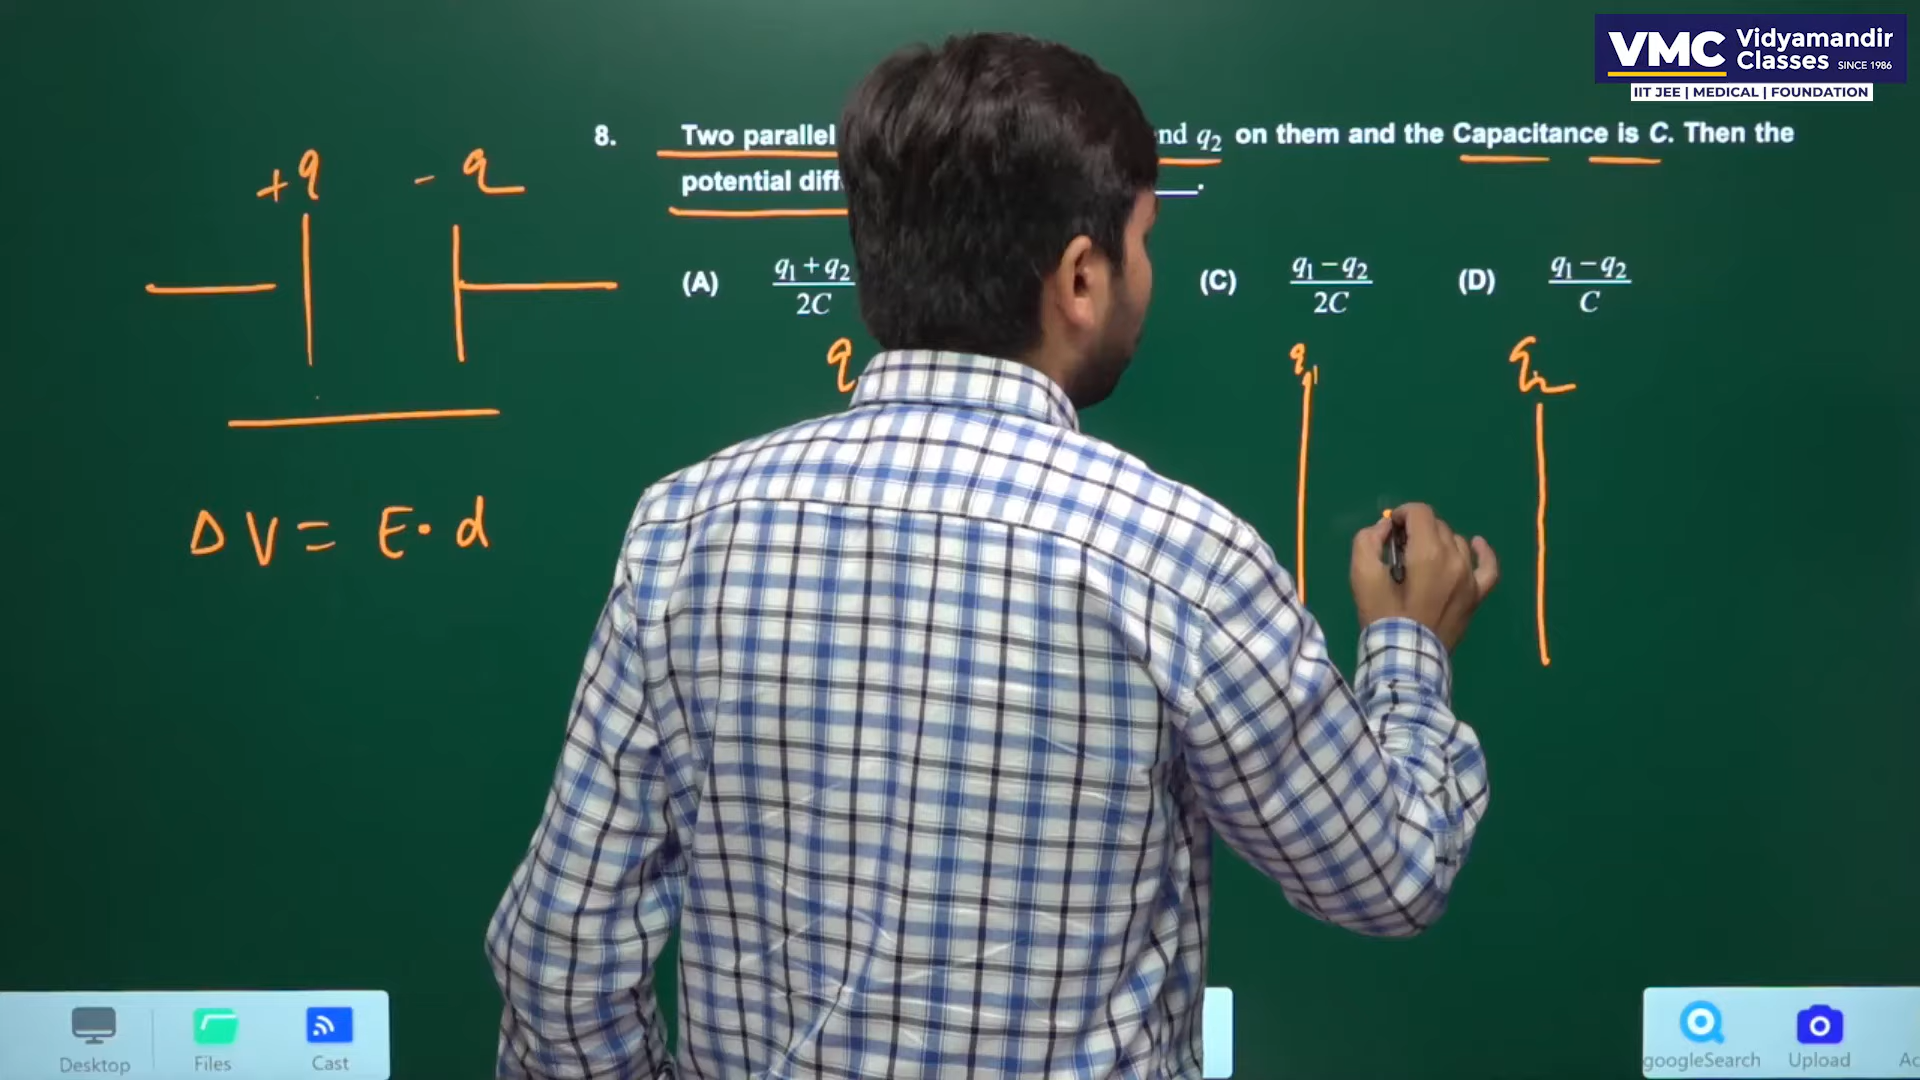 VMC Vidyamandir Classes SINCE 1986
IIT JEE | MEDICAL | FOUNDATION
8. Two parallel nd q₂ on them and the Capacitance is C. Then the
potential diff ___.
(A) q₁ + q₂ / 2C (C) q₁ − q₂ / 2C (D) q₁ − q₂ / C
+q - q
q q₁ q₂
ΔV = E · d
Desktop Files Cast googleSearch Upload Ac